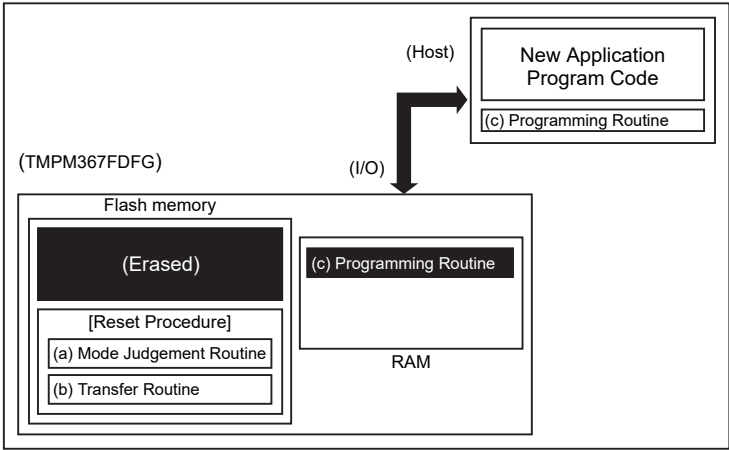 (Host)
New Application
Program Code
(c) Programming Routine
(TMPM367FDFG)
(I/O)
Flash memory
(Erased)
(c) Programming Routine
[Reset Procedure]
(a) Mode Judgement Routine
(b) Transfer Routine
RAM